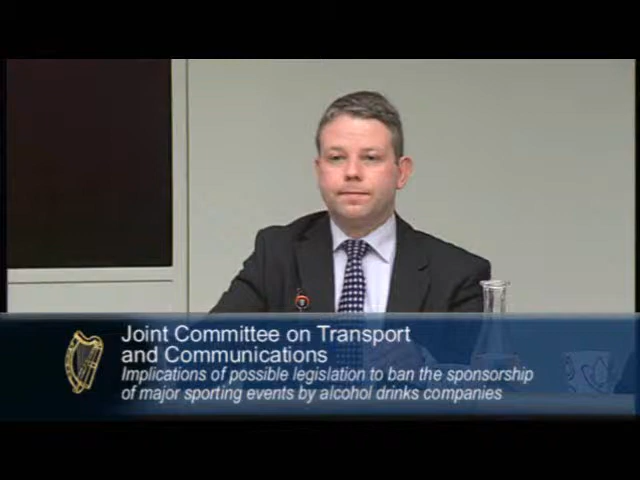 Joint Committee on Transport
and Communications
Implications of possible legislation to ban the sponsorship
of major sporting events by alcohol drinks companies